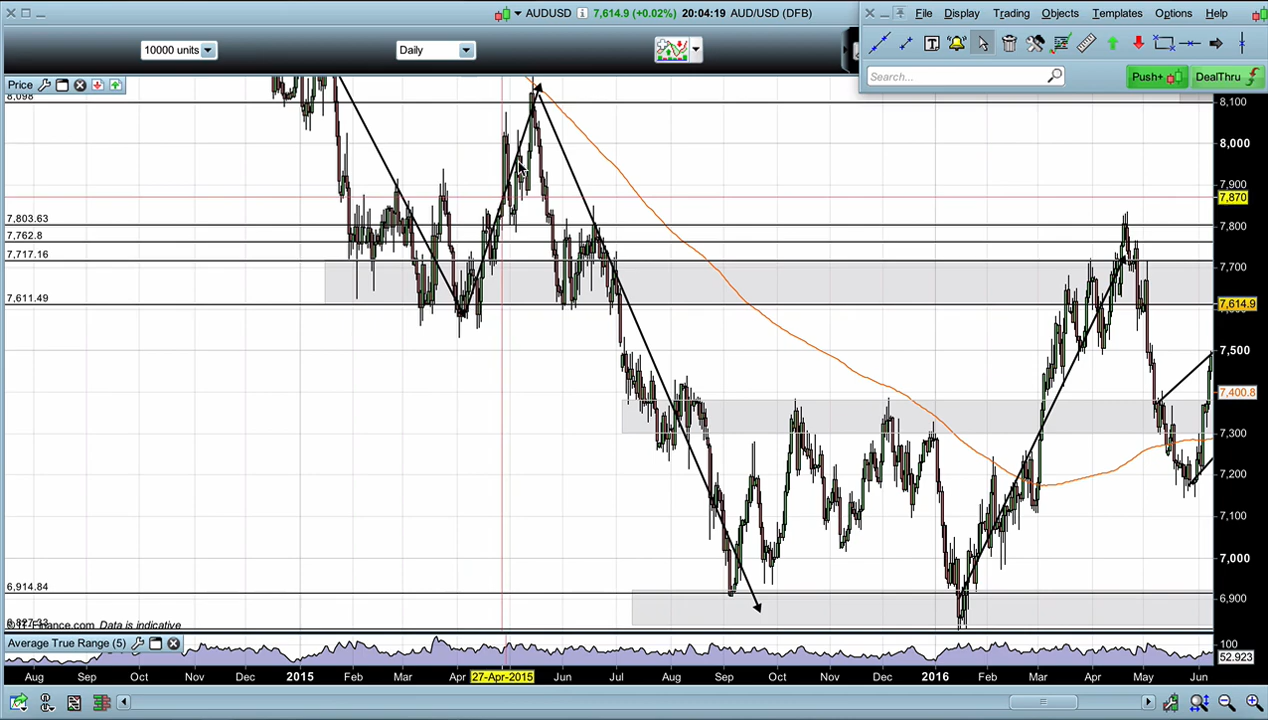 AUDUSD 7,614.9 (+0.02%) 20:04:19 AUD/USD (DFB)
File Display Trading Objects Templates Options Help
10000 units Daily
Search... Push+ DealThru
Price
8,098
8,100
8,000
7,900
7,870
7,803.63
7,800
7,762.8
7,717.16
7,700
7,611.49
7,614.9
7,500
7,400.8
7,300
7,200
7,100
7,000
6,914.84
6,900
IT-Finance.com Data is indicative
Average True Range (5)
100
52.923
Aug Sep Oct Nov Dec 2015 Feb Mar Apr 27-Apr-2015 Jun Jul Aug Sep Oct Nov Dec 2016 Feb Mar Apr May Jun